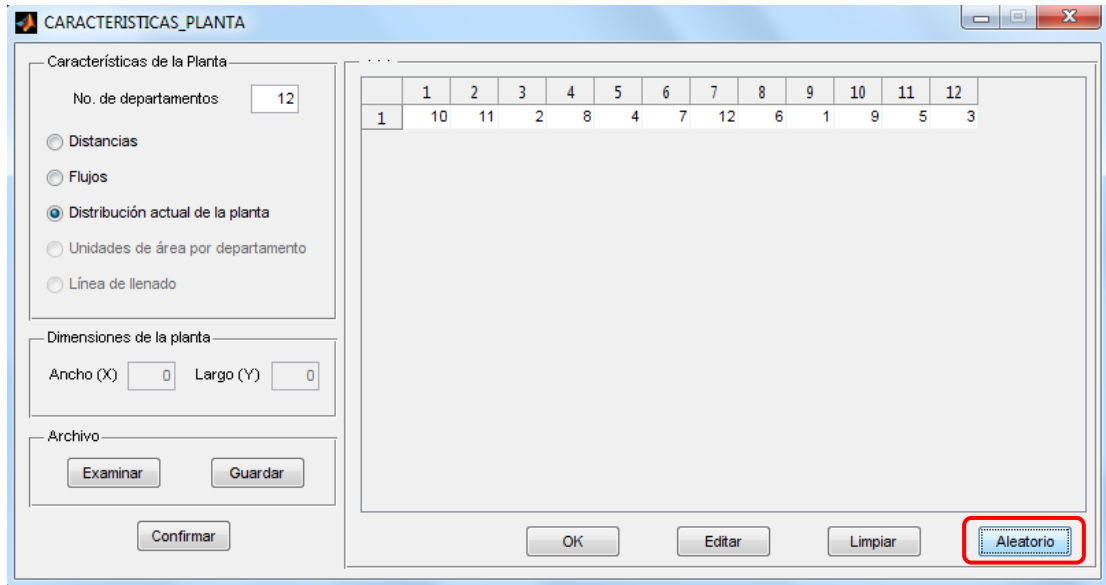 CARACTERISTICAS_PLANTA
Características de la Planta
No. de departamentos 12
Distancias
Flujos
Distribución actual de la planta
Unidades de área por departamento
Línea de llenado
Dimensiones de la planta
Ancho (X) 0 Largo (Y) 0
Archivo
Examinar Guardar
Confirmar
. . .
1 2 3 4 5 6 7 8 9 10 11 12
1 10 11 2 8 4 7 12 6 1 9 5 3
OK Editar Limpiar Aleatorio